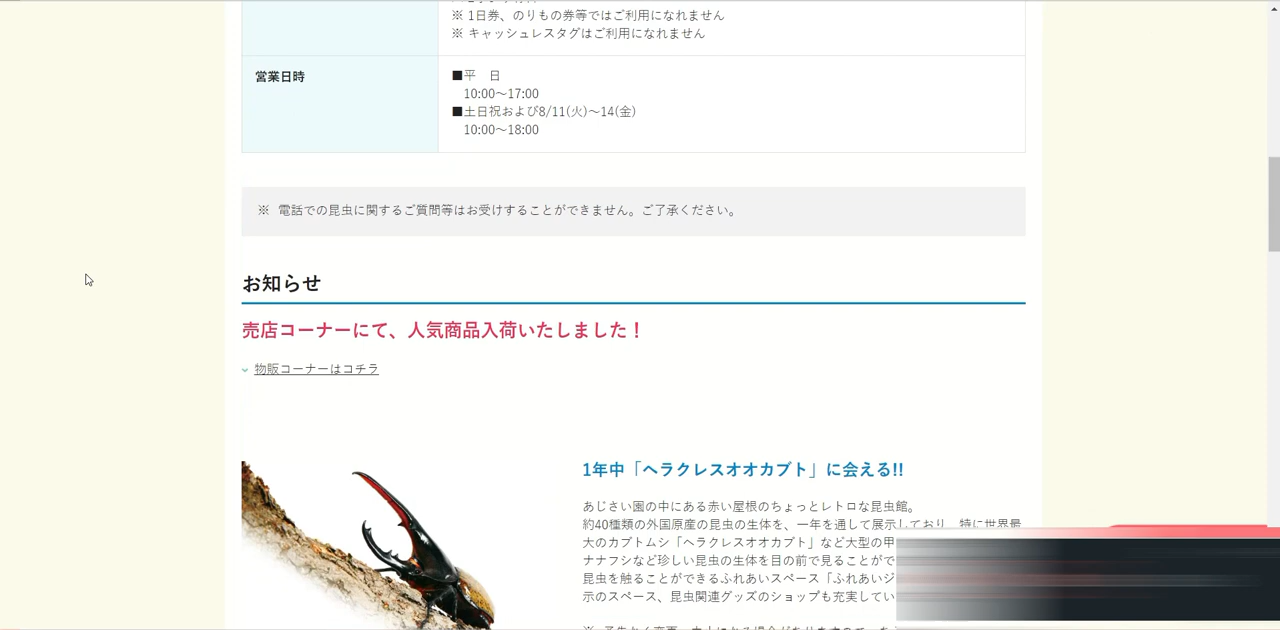 ※ 1日券、のりもの券等ではご利用になれません
※ キャッシュレスタグはご利用になれません
営業日時
■平　日
10:00～17:00
■土日祝および8/11(火)～14(金)
10:00～18:00
※ 電話での昆虫に関するご質問等はお受けすることができません。ご了承ください。
お知らせ
売店コーナーにて、人気商品入荷いたしました！
物販コーナーはコチラ
1年中「ヘラクレスオオカブト」に会える!!
あじさい園の中にある赤い屋根のちょっとレトロな昆虫館。
約40種類の外国原産の昆虫の生体を、一年を通して展示しており、特に世界最
大のカブトムシ「ヘラクレスオオカブト」など大型の甲
ナナフシなど珍しい昆虫の生体を目の前で見ることがで
昆虫を触ることができるふれあいスペース「ふれあいジ
示のスペース、昆虫関連グッズのショップも充実してい